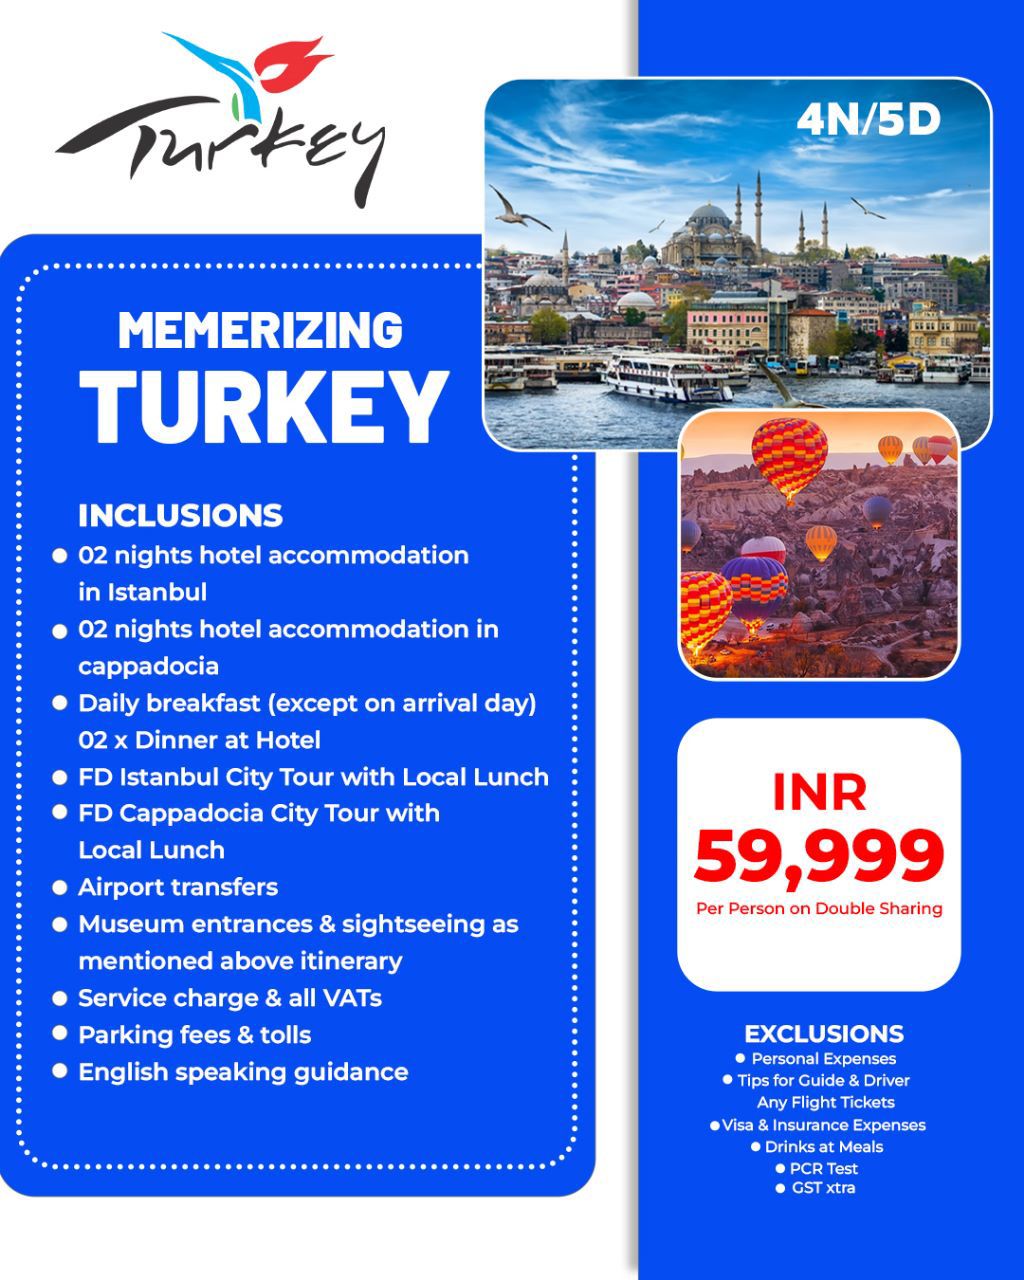 Turkey
4N/5D
MEMERIZING
TURKEY
INCLUSIONS
● 02 nights hotel accommodation
in Istanbul
● 02 nights hotel accommodation in
cappadocia
● Daily breakfast (except on arrival day)
02 x Dinner at Hotel
● FD Istanbul City Tour with Local Lunch
● FD Cappadocia City Tour with
Local Lunch
● Airport transfers
● Museum entrances & sightseeing as
mentioned above itinerary
● Service charge & all VATs
● Parking fees & tolls
● English speaking guidance
INR
59,999
Per Person on Double Sharing
EXCLUSIONS
● Personal Expenses
● Tips for Guide & Driver
Any Flight Tickets
● Visa & Insurance Expenses
● Drinks at Meals
● PCR Test
● GST xtra